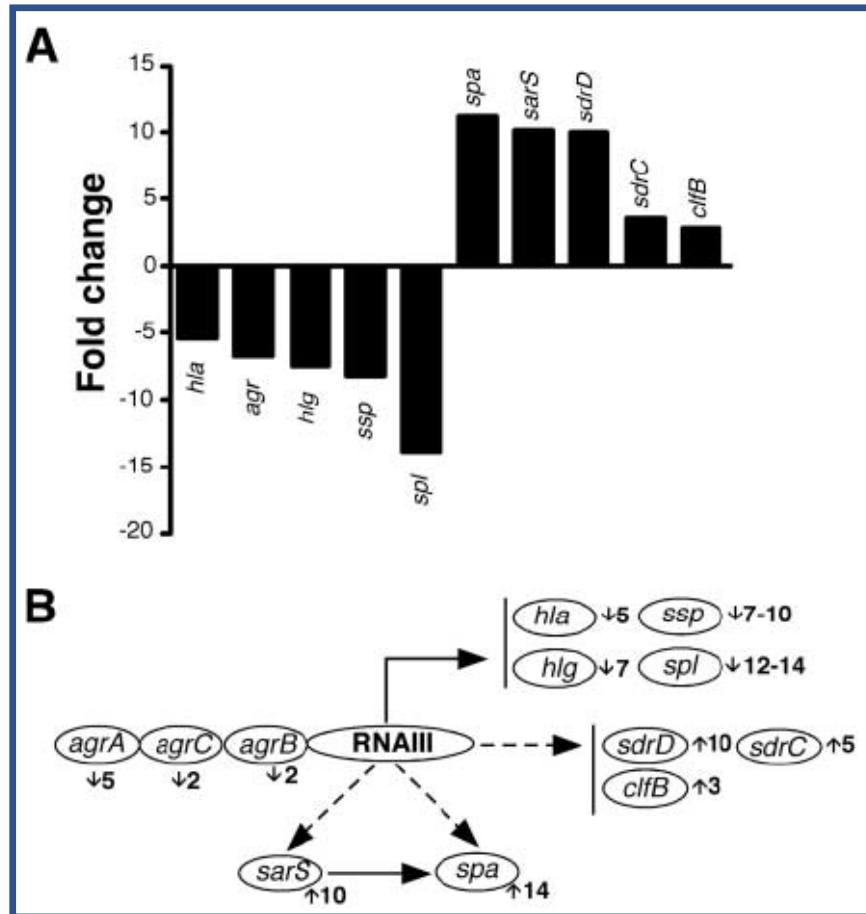 A
Fold change
15
10
5
0
-5
-10
-15
-20
hla
agr
hlg
ssp
spl
spa
sarS
sdrD
sdrC
clfB
B
hla ↓5 ssp ↓7-10
hlg ↓7 spl ↓12-14
agrA agrC agrB RNAIII
↓5 ↓2 ↓2
sdrD ↑10 sdrC ↑5
clfB ↑3
sarS ↑10 spa ↑14